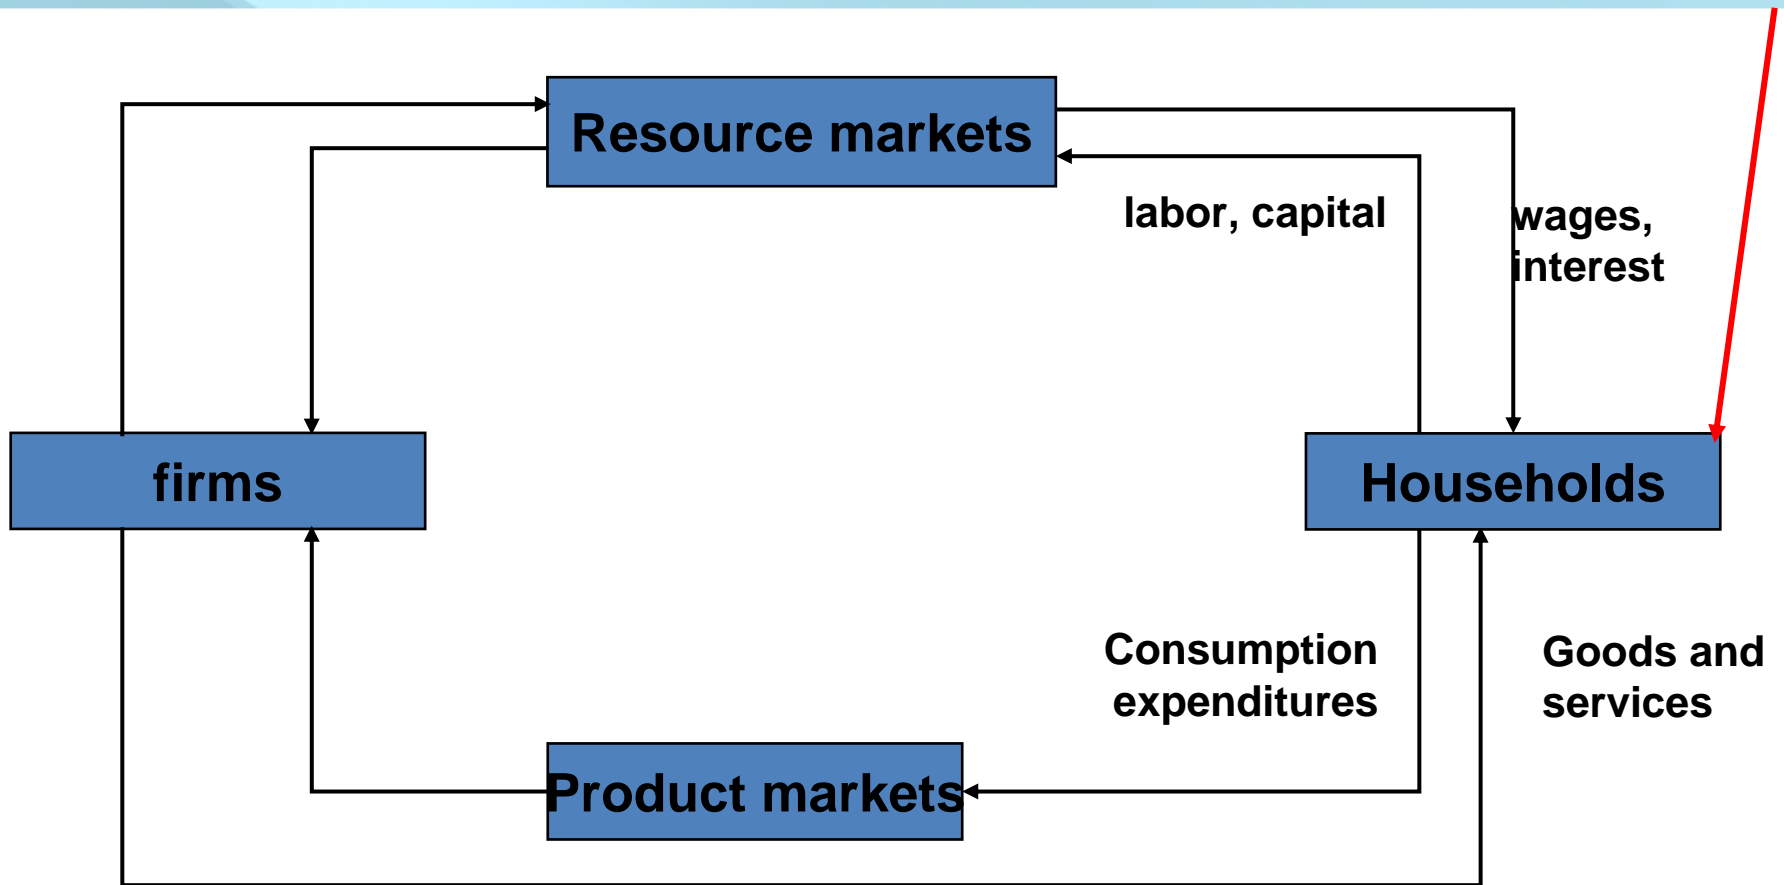 Resource markets
labor, capital
wages,
interest
firms
Households
Consumption
expenditures
Goods and
services
Product markets